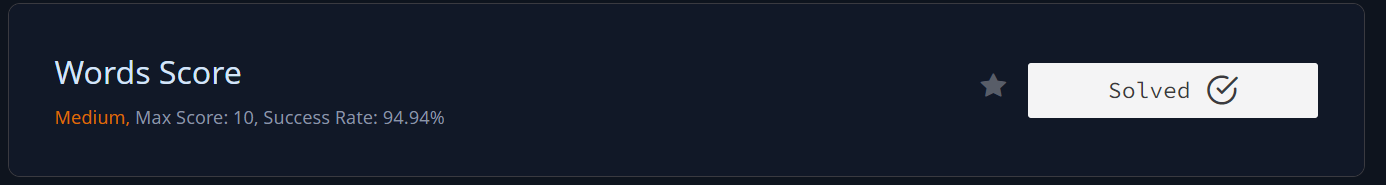 Words Score
Solved
Medium, Max Score: 10, Success Rate: 94.94%